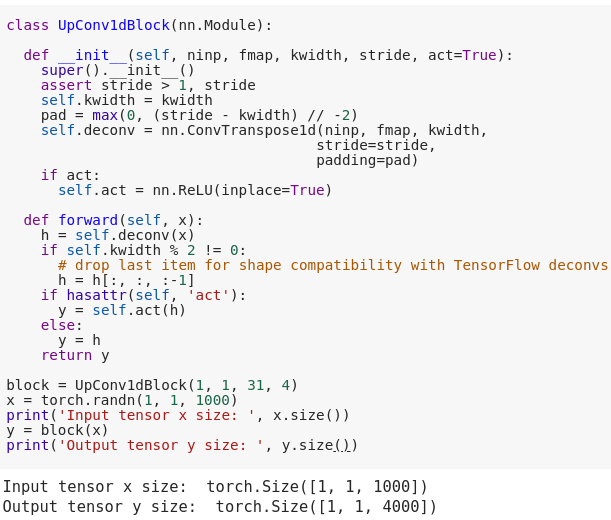 class UpConv1dBlock(nn.Module):

  def __init__(self, ninp, fmap, kwidth, stride, act=True):
    super().__init__()
    assert stride > 1, stride
    self.kwidth = kwidth
    pad = max(0, (stride - kwidth) // -2)
    self.deconv = nn.ConvTranspose1d(ninp, fmap, kwidth,
                                    stride=stride,
                                    padding=pad)
    if act:
      self.act = nn.ReLU(inplace=True)

  def forward(self, x):
    h = self.deconv(x)
    if self.kwidth % 2 != 0:
      # drop last item for shape compatibility with TensorFlow deconvs
      h = h[:, :, :-1]
    if hasattr(self, 'act'):
      y = self.act(h)
    else:
      y = h
    return y

block = UpConv1dBlock(1, 1, 31, 4)
x = torch.randn(1, 1, 1000)
print('Input tensor x size: ', x.size())
y = block(x)
print('Output tensor y size: ', y.size())

Input tensor x size:  torch.Size([1, 1, 1000])
Output tensor y size:  torch.Size([1, 1, 4000])